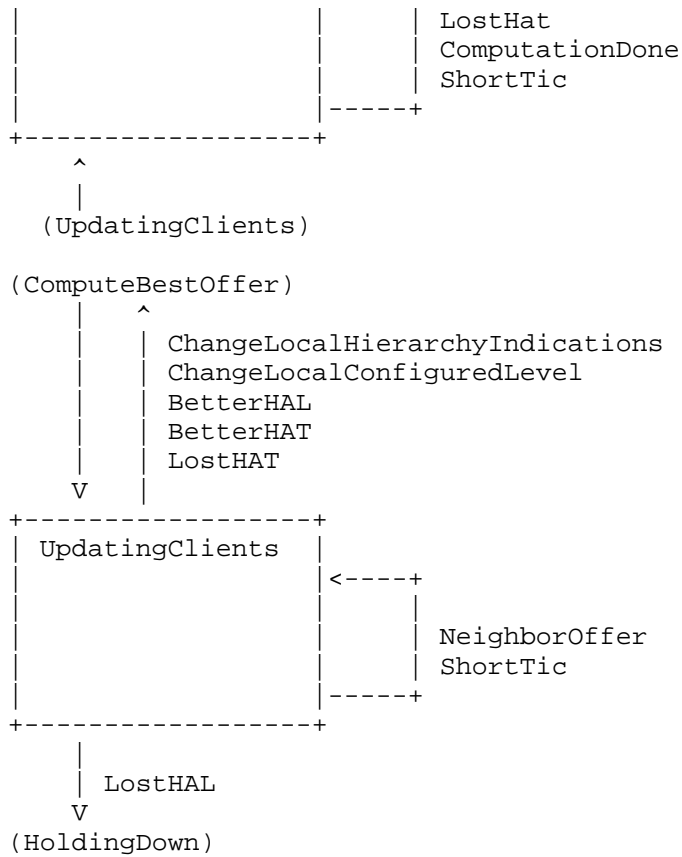 LostHat
ComputationDone
ShortTic
(UpdatingClients)
(ComputeBestOffer)
ChangeLocalHierarchyIndications
ChangeLocalConfiguredLevel
BetterHAL
BetterHAT
LostHAT
V
UpdatingClients
NeighborOffer
ShortTic
LostHAL
V
(HoldingDown)